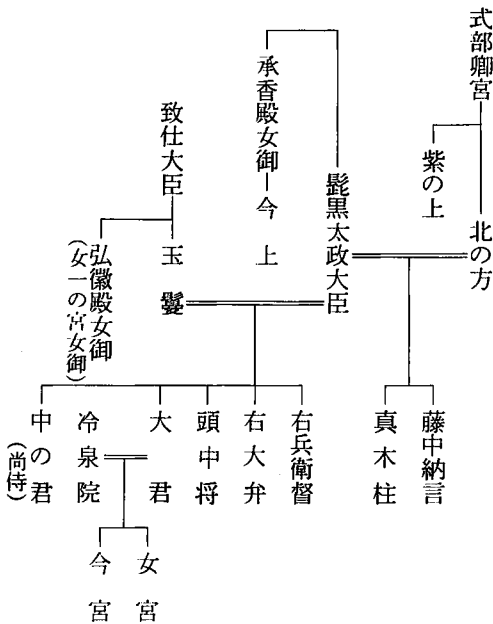 式部卿宮
紫の上
北の方
承香殿女御
今上
髭黒太政大臣
致仕大臣
玉鬘
弘徽殿女御
(女一の宮女御)
藤中納言
真木柱
右兵衛督
右大弁
頭中将
大君
冷泉院
中の君
(尚侍)
女宮
今宮